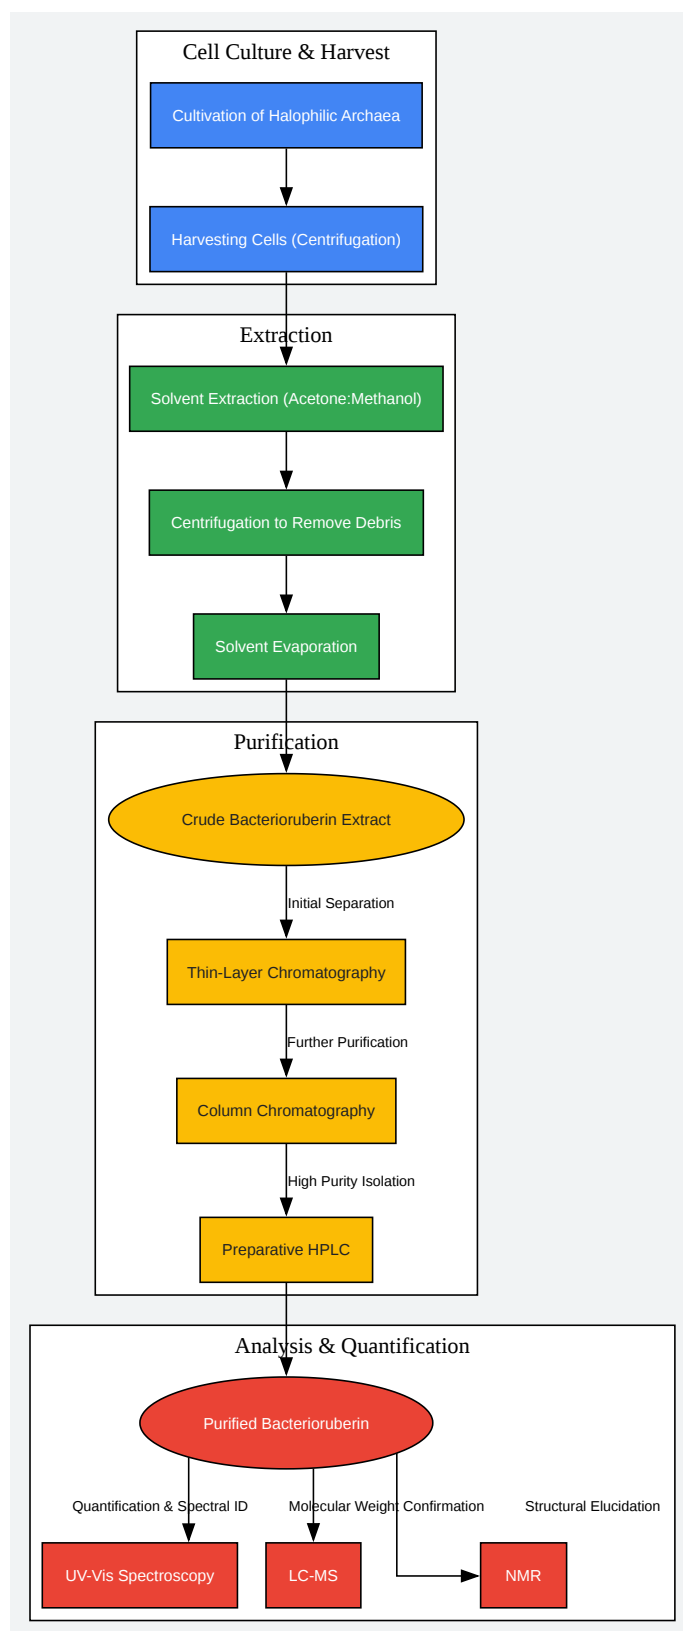 Cell Culture & Harvest
Cultivation of Halophilic Archaea
Harvesting Cells (Centrifugation)
Extraction
Solvent Extraction (Acetone:Methanol)
Centrifugation to Remove Debris
Solvent Evaporation
Purification
Crude Bacterioruberin Extract
Initial Separation
Thin-Layer Chromatography
Further Purification
Column Chromatography
High Purity Isolation
Preparative HPLC
Analysis & Quantification
Purified Bacterioruberin
Quantification & Spectral ID
Molecular Weight Confirmation
Structural Elucidation
UV-Vis Spectroscopy
LC-MS
NMR